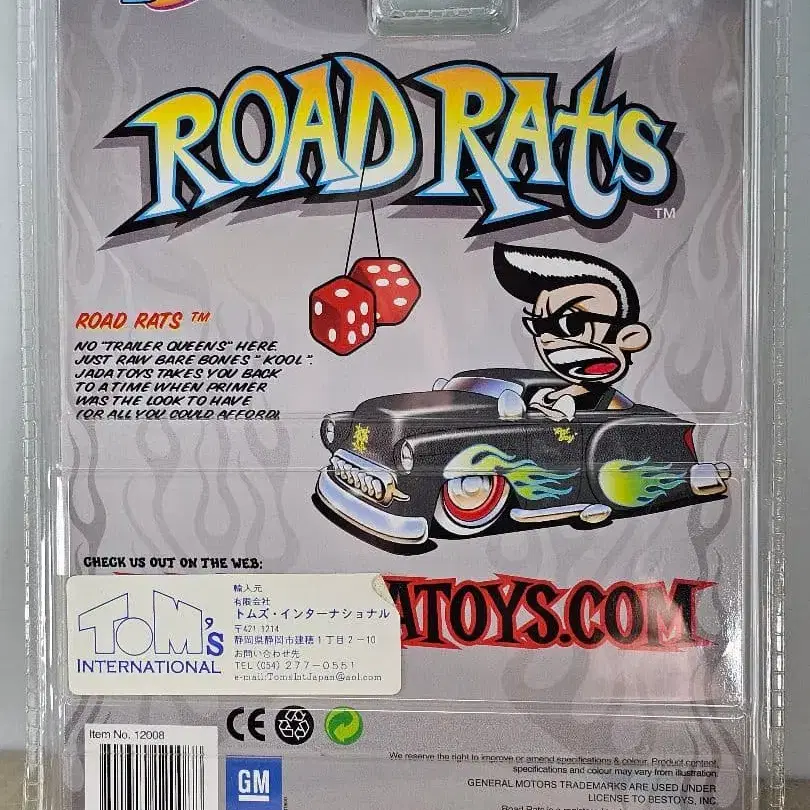 ROAD RATS
TM
ROAD RATS TM
NO "TRAILER QUEENS" HERE
JUST RAW BARE BONES "KOOL".
JADA TOYS TAKES YOU BACK
TO A TIME WHEN PRIMER
WAS THE LOOK TO HAVE
(OR ALL YOU COULD AFFORD).
CHECK US OUT ON THE WEB:
ATOYS.COM
TOM'S
INTERNATIONAL
輸入元
有限会社
トムズ・インターナショナル
〒421-1214
静岡県静岡市建穂1丁目2-10
お問い合わせ先
TEL (054) 277-0551
e-mail:TomsIntJapan@aol.com
Item No. 12008
CE
GM
We reserve the right to improve or amend specifications & colour. Product content,
specifications and colour may vary from illustration.
GENERAL MOTORS TRADEMARKS ARE USED UNDER
LICENSE TO BESTOYS, INC.